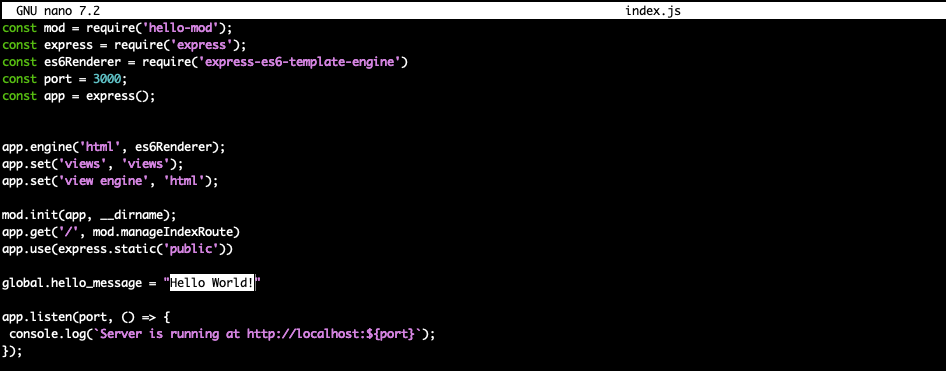 GNU nano 7.2 index.js
const mod = require('hello-mod');
const express = require('express');
const es6Renderer = require('express-es6-template-engine')
const port = 3000;
const app = express();
app.engine('html', es6Renderer);
app.set('views', 'views');
app.set('view engine', 'html');
mod.init(app, __dirname);
app.get('/', mod.manageIndexRoute)
app.use(express.static('public'))
global.hello_message = "Hello World!"
app.listen(port, () => {
 console.log(`Server is running at http://localhost:${port}`);
});